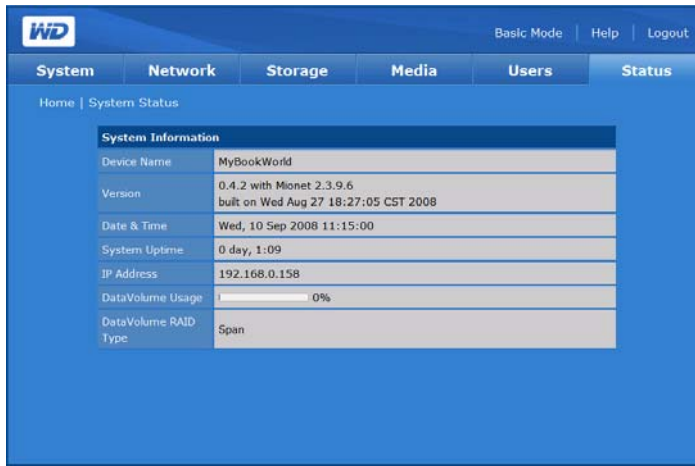 WD
Basic Mode | Help | Logout
System Network Storage Media Users Status
Home | System Status
System Information
Device Name MyBookWorld
Version 0.4.2 with Mionet 2.3.9.6
built on Wed Aug 27 18:27:05 CST 2008
Date & Time Wed, 10 Sep 2008 11:15:00
System Uptime 0 day, 1:09
IP Address 192.168.0.158
DataVolume Usage 0%
DataVolume RAID
Type Span